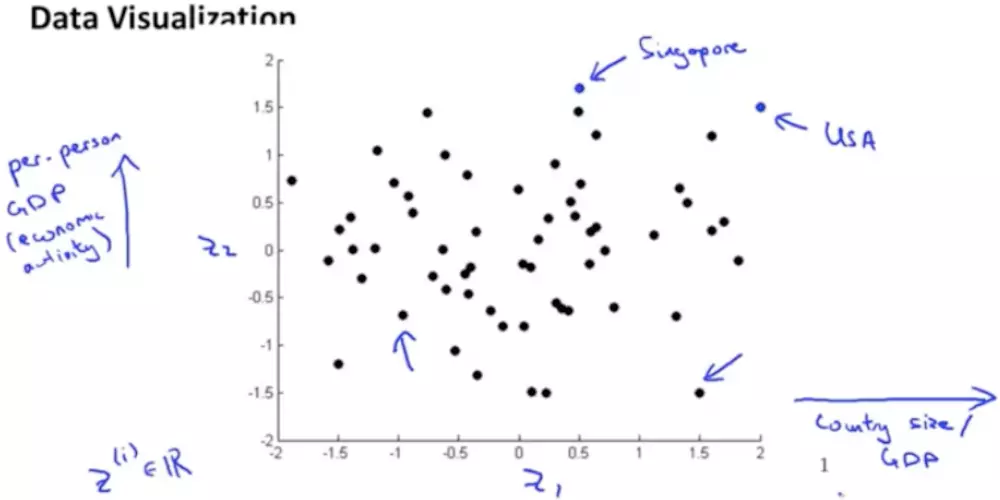 Data Visualization
Singapore
USA
per-person
GDP
(economic
activity)
z₂
2
1.5
1
0.5
0
-0.5
-1
-1.5
-2
-2 -1.5 -1 -0.5 0 0.5 1 1.5 2
z₁
Country size/
GDP
1
z⁽ⁱ⁾ ∈ ℝ